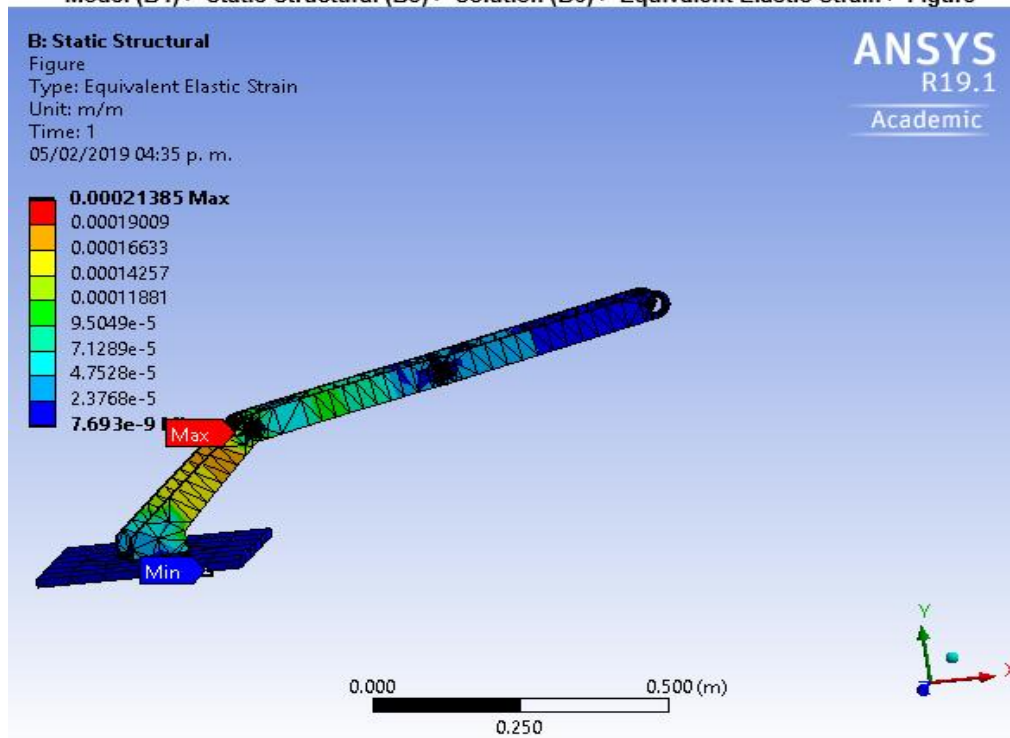 Model (B4) > Static Structural (B5) > Solution (B6) > Equivalent Elastic Strain > Figure
B: Static Structural
Figure
Type: Equivalent Elastic Strain
Unit: m/m
Time: 1
05/02/2019 04:35 p. m.
ANSYS
R19.1
Academic
0.00021385 Max
0.00019009
0.00016633
0.00014257
0.00011881
9.5049e-5
7.1289e-5
4.7528e-5
2.3768e-5
7.693e-9
Max
Min
Y
X
0.000
0.500 (m)
0.250